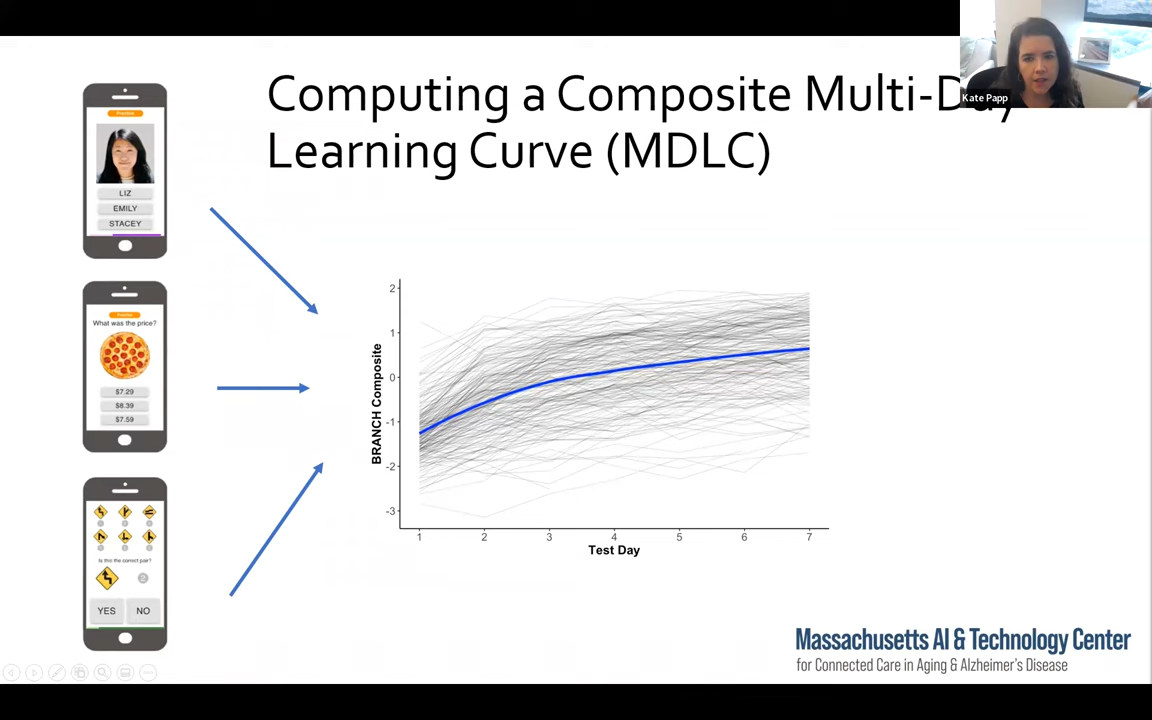 Computing a Composite Multi-Day
Learning Curve (MDLC)
Kate Papp
Practice
LIZ
EMILY
STACEY
Practice
What was the price?
$7.29
$8.39
$7.59
Is this the correct pair?
2
YES
NO
BRANCH Composite
2
1
0
-1
-2
-3
1 2 3 4 5 6 7
Test Day
Massachusetts AI & Technology Center
for Connected Care in Aging & Alzheimer's Disease